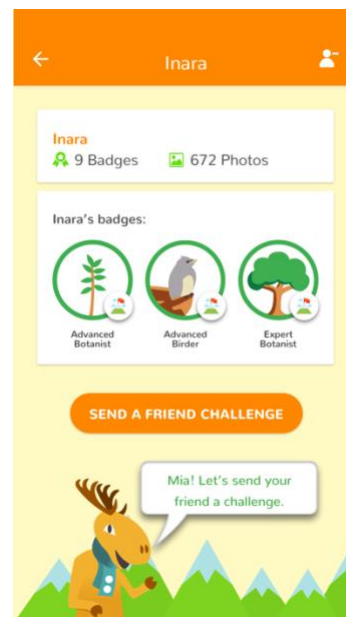 Inara
Inara
9 Badges 672 Photos
Inara's badges:
Advanced Botanist
Advanced Birder
Expert Botanist
SEND A FRIEND CHALLENGE
Mia! Let's send your
friend a challenge.